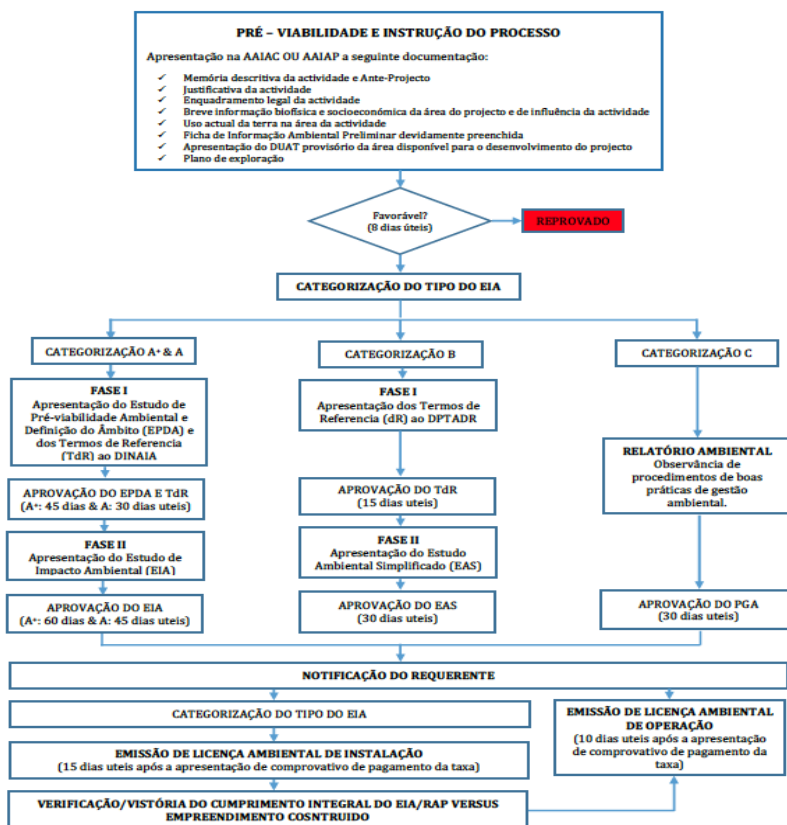 PRÉ – VIABILIDADE E INSTRUÇÃO DO PROCESSO
Apresentação na AAIAC OU AAIAP a seguinte documentação:
✓ Memória descritiva da actividade e Ante-Projecto
✓ Justificativa da actividade
✓ Enquadramento legal da actividade
✓ Breve informação biofísica e socioeconómica da área do projecto e de influência da actividade
✓ Uso actual da terra na área da actividade
✓ Ficha de Informação Ambiental Preliminar devidamente preenchida
✓ Apresentação do DUAT provisório da área disponível para o desenvolvimento do projecto
✓ Plano de exploração
Favorável?
(8 dias úteis)
REPROVADO
CATEGORIZAÇÃO DO TIPO DO EIA
CATEGORIZAÇÃO A+ & A
CATEGORIZAÇÃO B
CATEGORIZAÇÃO C
FASE I
Apresentação do Estudo de
Pré-viabilidade Ambiental e
Definição do Âmbito (EPDA) e
dos Termos de Referencia
(TdR) ao DINAIA
FASE I
Apresentação dos Termos de
Referencia (dR) ao DPTADR
RELATÓRIO AMBIENTAL
Observância de
procedimentos de boas
práticas de gestão
ambiental.
APROVAÇÃO DO EPDA E TdR
(A+: 45 dias & A: 30 dias uteis)
APROVAÇÃO DO TdR
(15 dias uteis)
FASE II
Apresentação do Estudo de
Impacto Ambiental (EIA)
FASE II
Apresentação do Estudo
Ambiental Simplificado (EAS)
APROVAÇÃO DO EIA
(A+: 60 dias & A: 45 dias uteis)
APROVAÇÃO DO EAS
(30 dias uteis)
APROVAÇÃO DO PGA
(30 dias uteis)
NOTIFICAÇÃO DO REQUERENTE
CATEGORIZAÇÃO DO TIPO DO EIA
EMISSÃO DE LICENÇA AMBIENTAL
DE OPERAÇÃO
(10 dias uteis após a apresentação
de comprovativo de pagamento da
taxa)
EMISSÃO DE LICENÇA AMBIENTAL DE INSTALAÇÃO
(15 dias uteis após a apresentação de comprovativo de pagamento da taxa)
VERIFICAÇÃO/VISTÓRIA DO CUMPRIMENTO INTEGRAL DO EIA/RAP VERSUS
EMPREENDIMENTO COSNTRUIDO